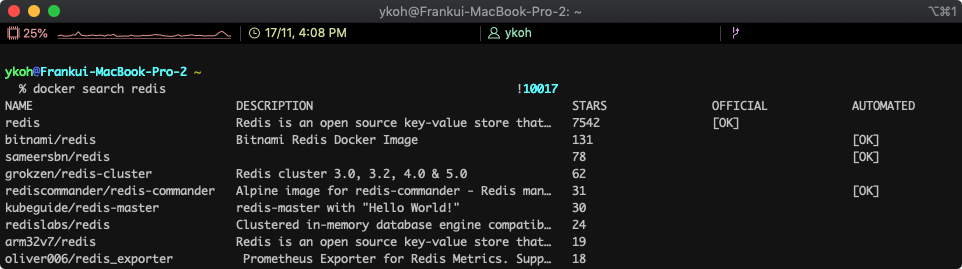 ykoh@Frankui-MacBook-Pro-2: ~ ⌥⌘1
25% 17/11, 4:08 PM ykoh
ykoh@Frankui-MacBook-Pro-2 ~
% docker search redis !10017
NAME DESCRIPTION STARS OFFICIAL AUTOMATED
redis Redis is an open source key-value store that… 7542 [OK]
bitnami/redis Bitnami Redis Docker Image 131 [OK]
sameersbn/redis 78 [OK]
grokzen/redis-cluster Redis cluster 3.0, 3.2, 4.0 & 5.0 62
rediscommander/redis-commander Alpine image for redis-commander - Redis man… 31 [OK]
kubeguide/redis-master redis-master with "Hello World!" 30
redislabs/redis Clustered in-memory database engine compatib… 24
arm32v7/redis Redis is an open source key-value store that… 19
oliver006/redis_exporter Prometheus Exporter for Redis Metrics. Supp… 18